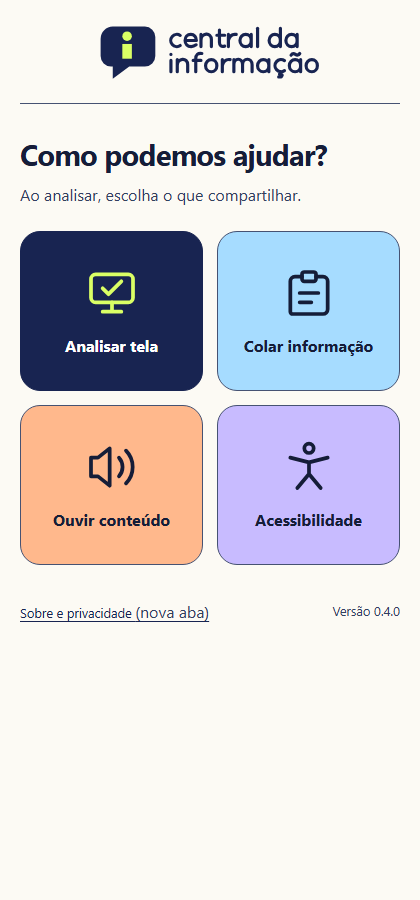 central da
informação
Como podemos ajudar?
Ao analisar, escolha o que compartilhar.
Analisar tela
Colar informação
Ouvir conteúdo
Acessibilidade
Sobre e privacidade (nova aba)
Versão 0.4.0